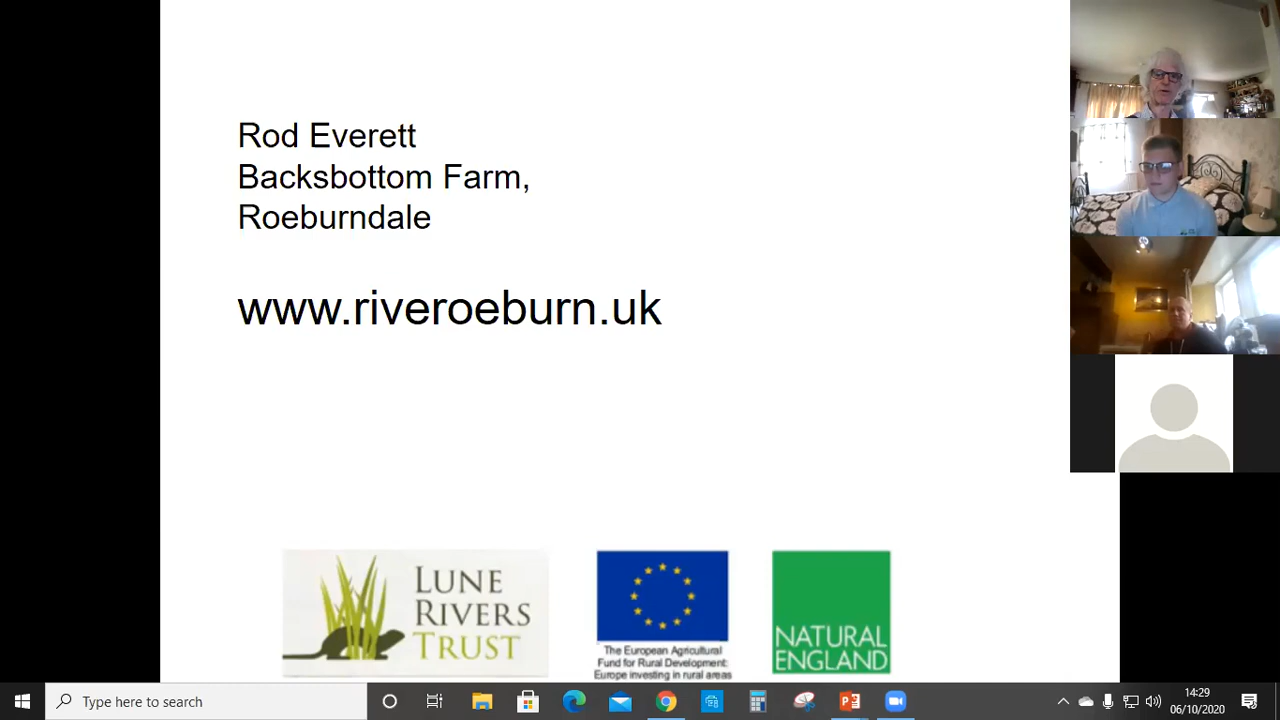 Rod Everett
Backsbottom Farm,
Roeburndale
www.riveroeburn.uk
LUNE
RIVERS
TRUST
The European Agricultural
Fund for Rural Development:
Europe investing in rural areas
NATURAL
ENGLAND
Type here to search
14:29
06/10/2020